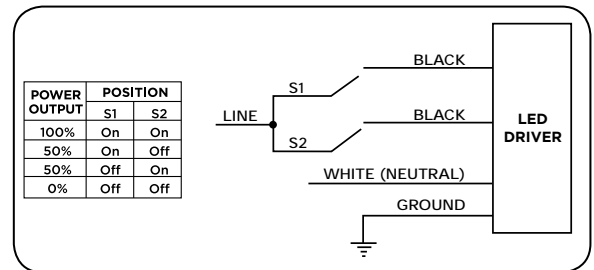 POWER OUTPUT POSITION
S1 S2
100% On On
50% On Off
50% Off On
0% Off Off
LINE
S1
S2
BLACK
BLACK
WHITE (NEUTRAL)
GROUND
LED
DRIVER